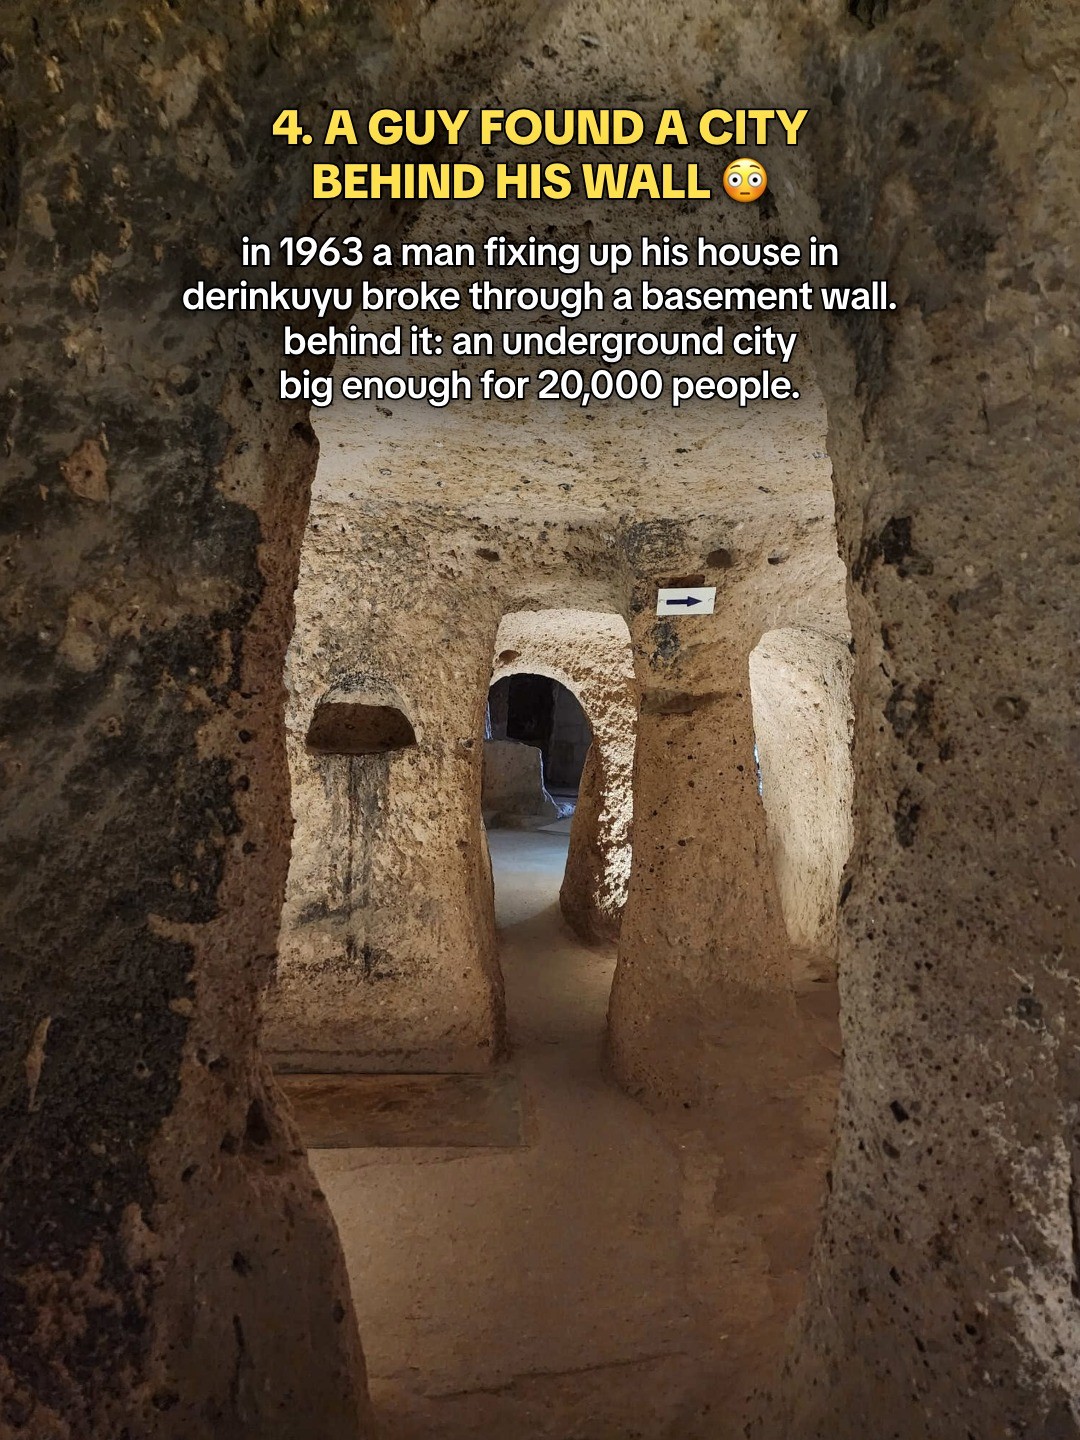 4. A GUY FOUND A CITY
BEHIND HIS WALL 😳
in 1963 a man fixing up his house in
derinkuyu broke through a basement wall.
behind it: an underground city
big enough for 20,000 people.